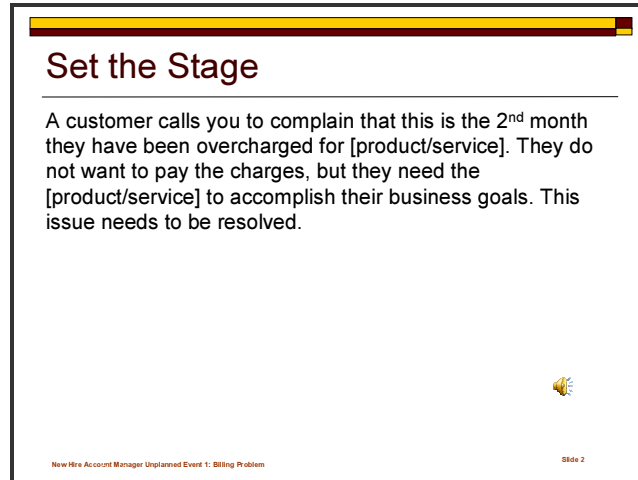 Set the Stage
A customer calls you to complain that this is the 2nd month
they have been overcharged for [product/service]. They do
not want to pay the charges, but they need the
[product/service] to accomplish their business goals. This
issue needs to be resolved.
New Hire Account Manager Unplanned Event 1: Billing Problem
Slide 2